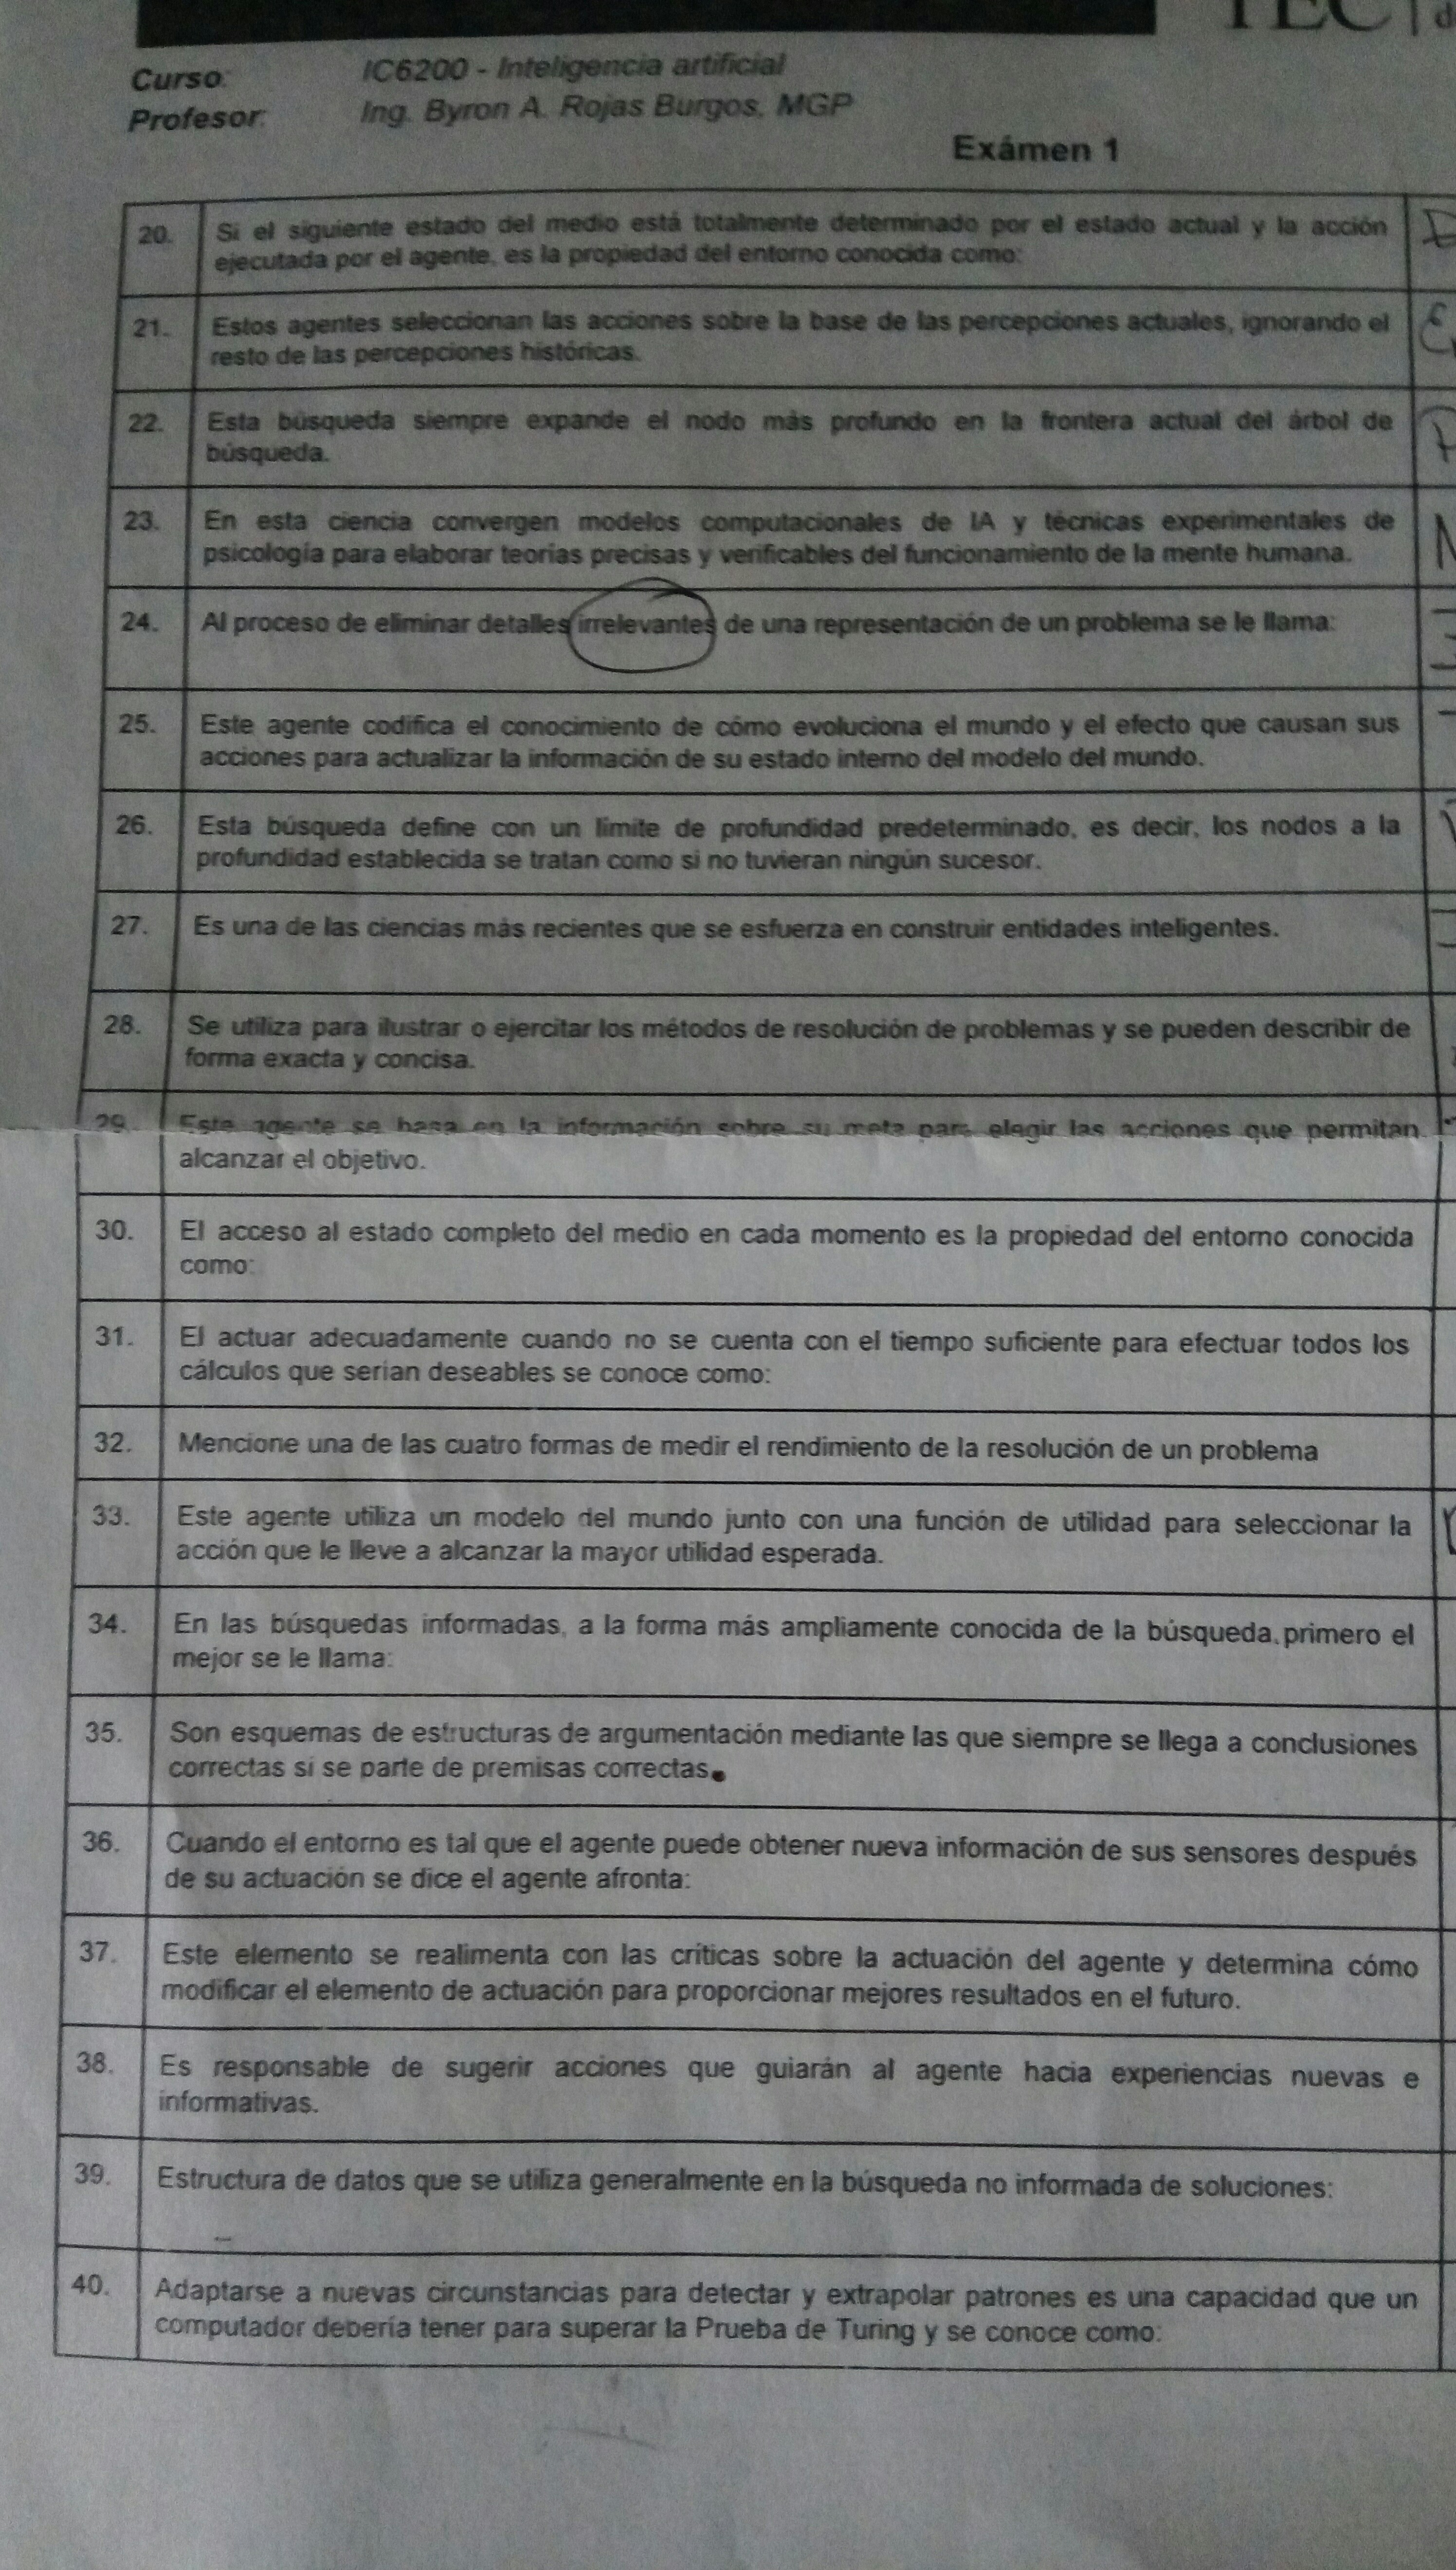 TEC | d
Curso:
IC6200 - Inteligencia artificial
Profesor:
Ing. Byron A. Rojas Burgos, MGP
Exámen 1
20. Si el siguiente estado del medio está totalmente determinado por el estado actual y la acción
ejecutada por el agente, es la propiedad del entorno conocida como:
21. Estos agentes seleccionan las acciones sobre la base de las percepciones actuales, ignorando el
resto de las percepciones históricas.
22. Esta búsqueda siempre expande el nodo más profundo en la frontera actual del árbol de
búsqueda.
23. En esta ciencia convergen modelos computacionales de IA y técnicas experimentales de
psicología para elaborar teorías precisas y verificables del funcionamiento de la mente humana.
24. Al proceso de eliminar detalles irrelevantes de una representación de un problema se le llama:
25. Este agente codifica el conocimiento de cómo evoluciona el mundo y el efecto que causan sus
acciones para actualizar la información de su estado interno del modelo del mundo.
26. Esta búsqueda define con un límite de profundidad predeterminado, es decir, los nodos a la
profundidad establecida se tratan como si no tuvieran ningún sucesor.
27. Es una de las ciencias más recientes que se esfuerza en construir entidades inteligentes.
28. Se utiliza para ilustrar o ejercitar los métodos de resolución de problemas y se pueden describir de
forma exacta y concisa.
29. Este agente se basa en la información sobre su meta para elegir las acciones que permitan
alcanzar el objetivo.
30. El acceso al estado completo del medio en cada momento es la propiedad del entorno conocida
como:
31. El actuar adecuadamente cuando no se cuenta con el tiempo suficiente para efectuar todos los
cálculos que serían deseables se conoce como:
32. Mencione una de las cuatro formas de medir el rendimiento de la resolución de un problema
33. Este agente utiliza un modelo del mundo junto con una función de utilidad para seleccionar la
acción que le lleve a alcanzar la mayor utilidad esperada.
34. En las búsquedas informadas, a la forma más ampliamente conocida de la búsqueda primero el
mejor se le llama:
35. Son esquemas de estructuras de argumentación mediante las que siempre se llega a conclusiones
correctas si se parte de premisas correctas.
36. Cuando el entorno es tal que el agente puede obtener nueva información de sus sensores después
de su actuación se dice el agente afronta:
37. Este elemento se realimenta con las críticas sobre la actuación del agente y determina cómo
modificar el elemento de actuación para proporcionar mejores resultados en el futuro.
38. Es responsable de sugerir acciones que guiarán al agente hacia experiencias nuevas e
informativas.
39. Estructura de datos que se utiliza generalmente en la búsqueda no informada de soluciones:
40. Adaptarse a nuevas circunstancias para detectar y extrapolar patrones es una capacidad que un
computador debería tener para superar la Prueba de Turing y se conoce como: